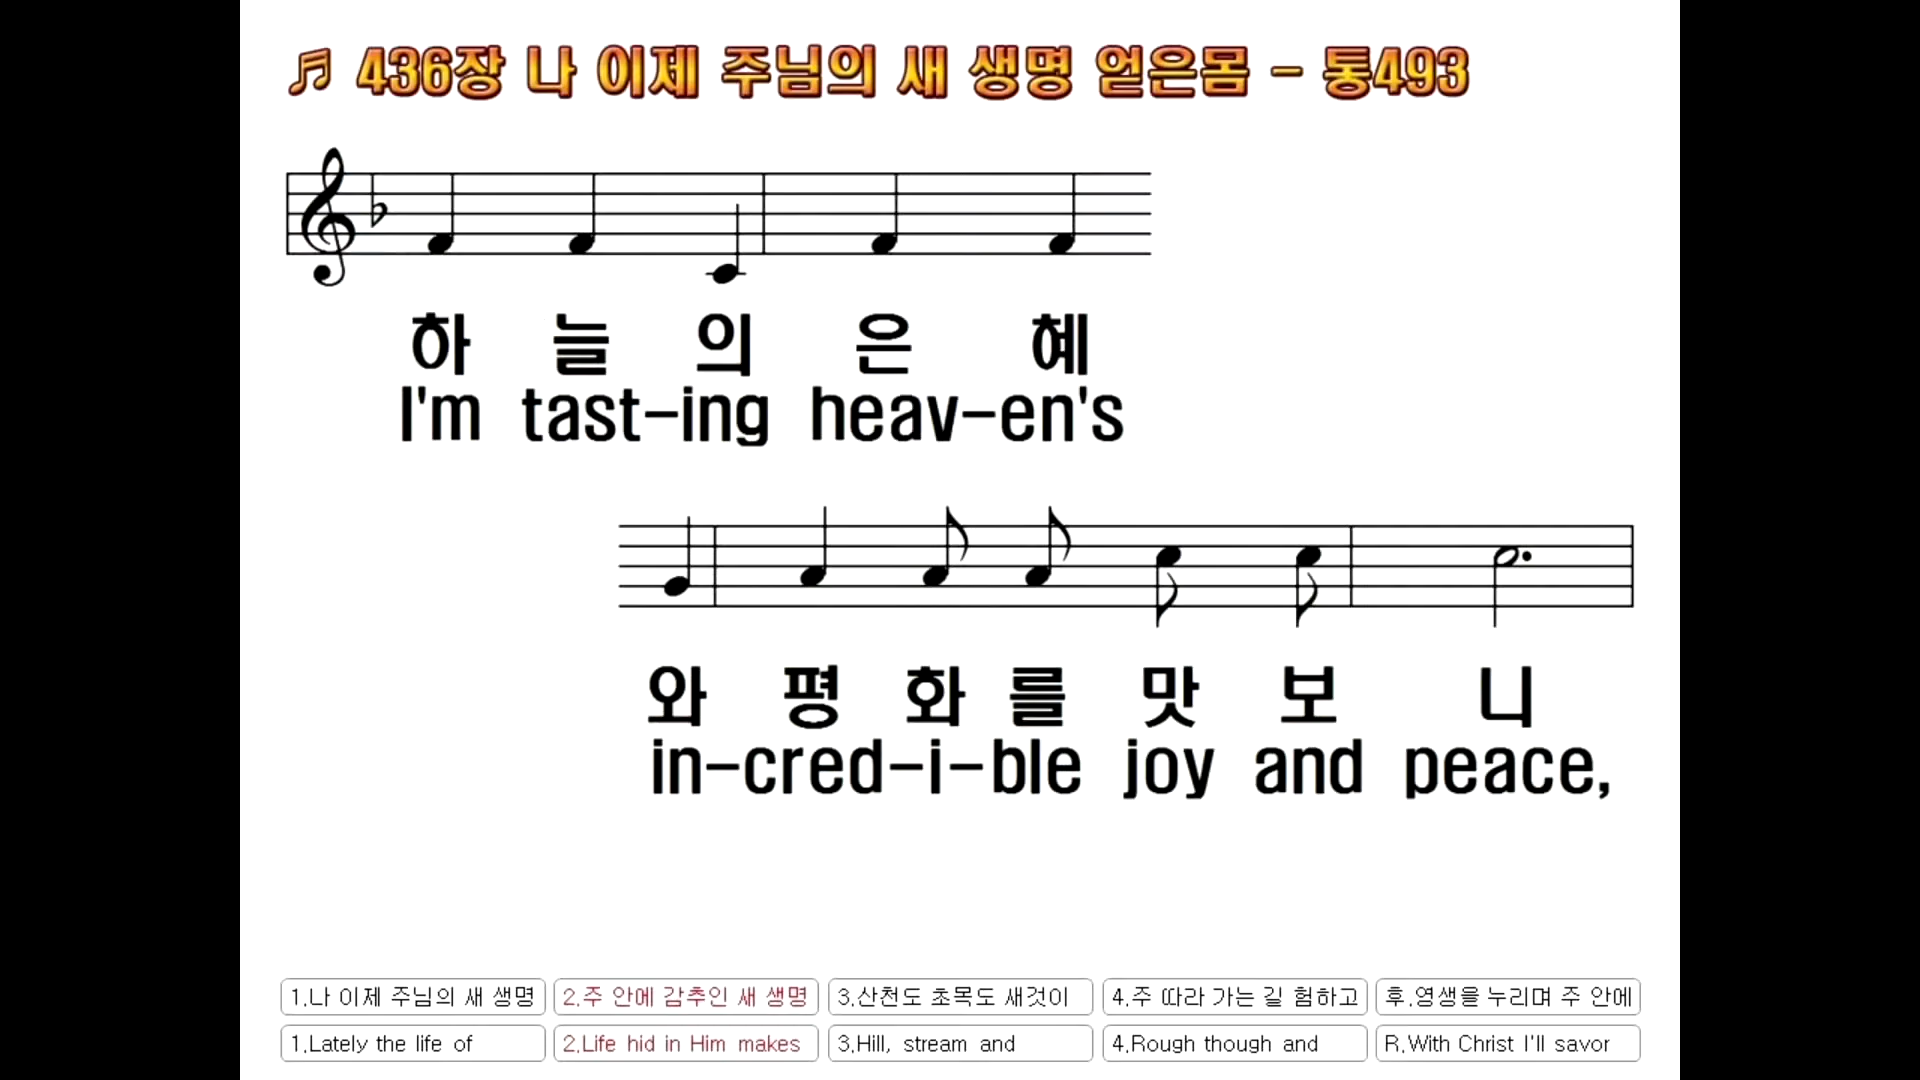 ♬ 436장 나 이제 주님의 새 생명 얻은몸 - 통493
하 늘 의 은 혜
I'm tast-ing heav-en's
와 평 화 를 맛 보 니
in-cred-i-ble joy and peace,
1.나 이제 주님의 새 생명 2.주 안에 감추인 새 생명 3.산천도 초목도 새것이 4.주 따라 가는 길 험하고 후.영생을 누리며 주 안에
1.Lately the life of 2.Life hid in Him makes 3.Hill, stream and 4.Rough though and R.With Christ I'll savor